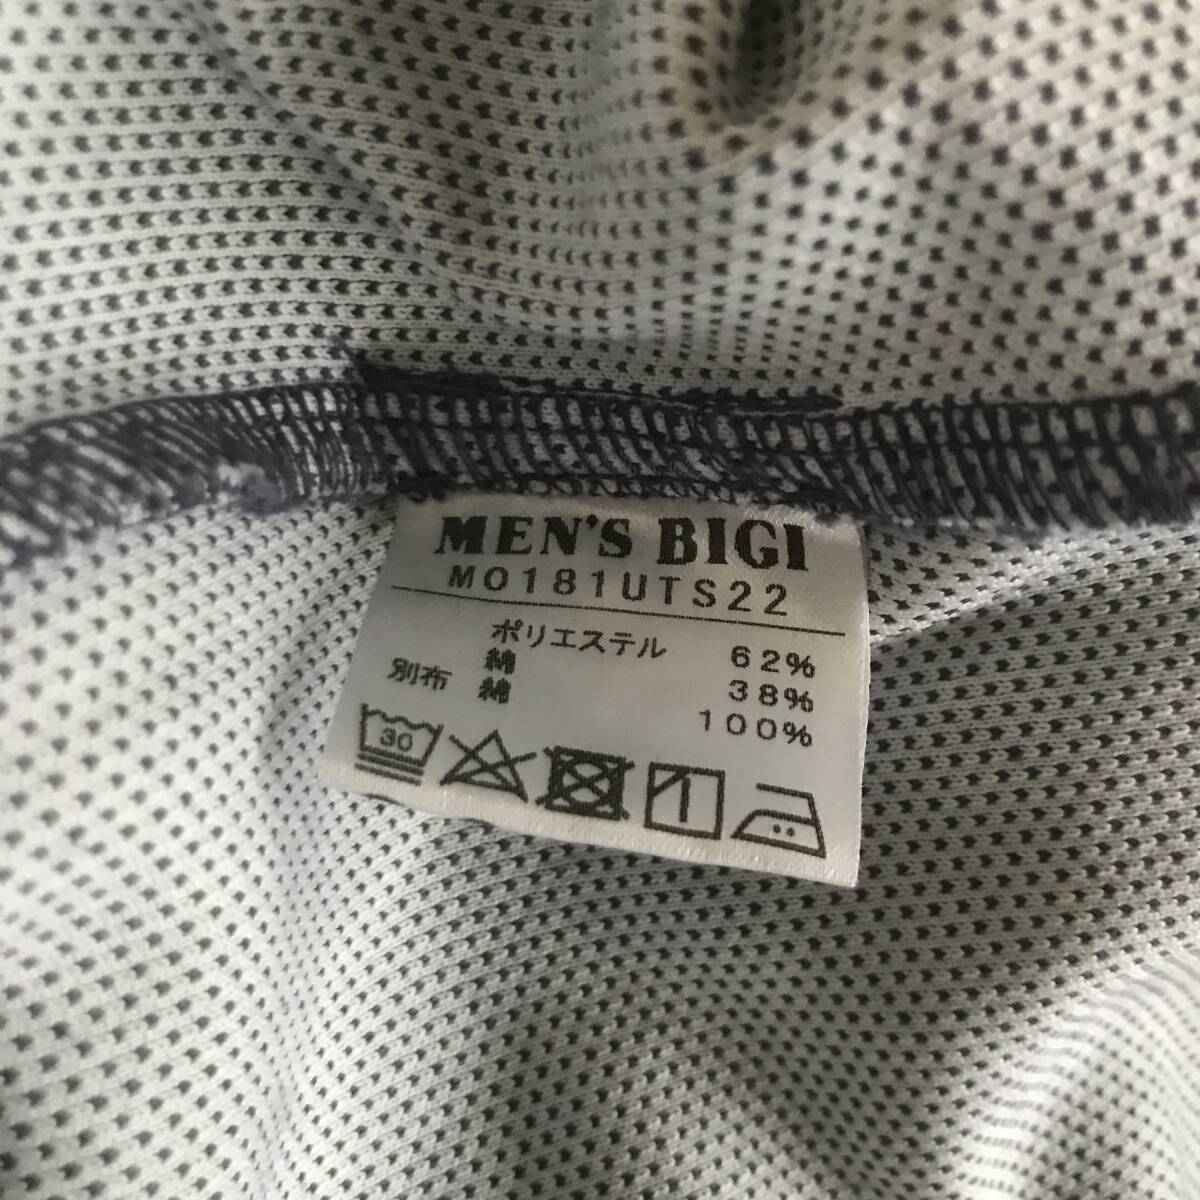 MEN'S BIGI
MO181UTS22
ポリエステル 62%
綿 38%
別布 綿 100%
30